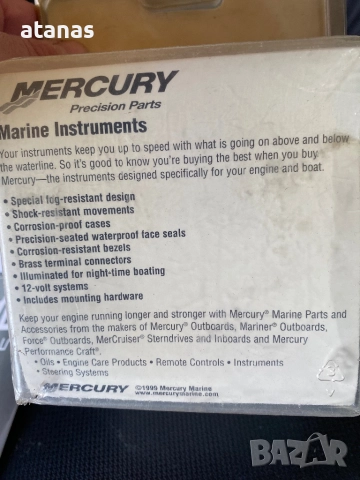 atanas
MERCURY
Precision Parts
Marine Instruments
Your instruments keep you up to speed with what is going on above and below
the waterline. So it's good to know you're buying the best when you buy
Mercury—the instruments designed specifically for your engine and boat.
• Special fog-resistant design
• Shock-resistant movements
• Corrosion-proof cases
• Precision-seated waterproof face seals
• Corrosion-resistant bezels
• Brass terminal connectors
• Illuminated for night-time boating
• 12-volt systems
• Includes mounting hardware
Keep your engine running longer and stronger with Mercury® Marine Parts and
Accessories from the makers of Mercury® Outboards, Mariner® Outboards,
Force® Outboards, MerCruiser® Sterndrives and Inboards and Mercury
Performance Craft®.
• Oils • Engine Care Products • Remote Controls • Instruments
• Steering Systems
MERCURY ©1995 Mercury Marine
www.mercurymarine.com
BAZAR